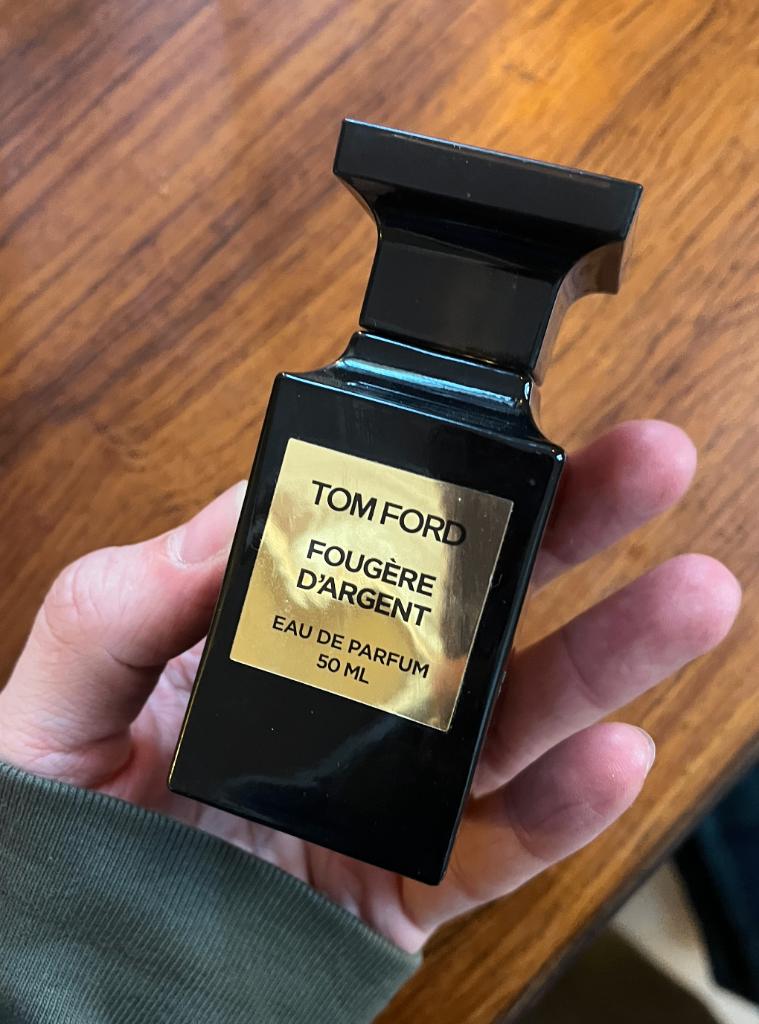 TOM FORD
FOUGÈRE
D'ARGENT
EAU DE PARFUM
50 ML